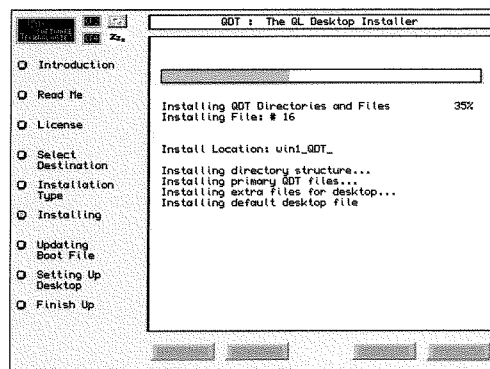 QDT : The QL Desktop Installer
Zzz
Introduction
Read Me
License
Select
Destination
Installation
Type
Installing
Updating
Boot File
Setting Up
Desktop
Finish Up
Installing QDT Directories and Files 35%
Installing File: # 16
Install Location: win1_QDT_
Installing directory structure...
Installing primary QDT files...
Installing extra files for desktop...
Installing default desktop file